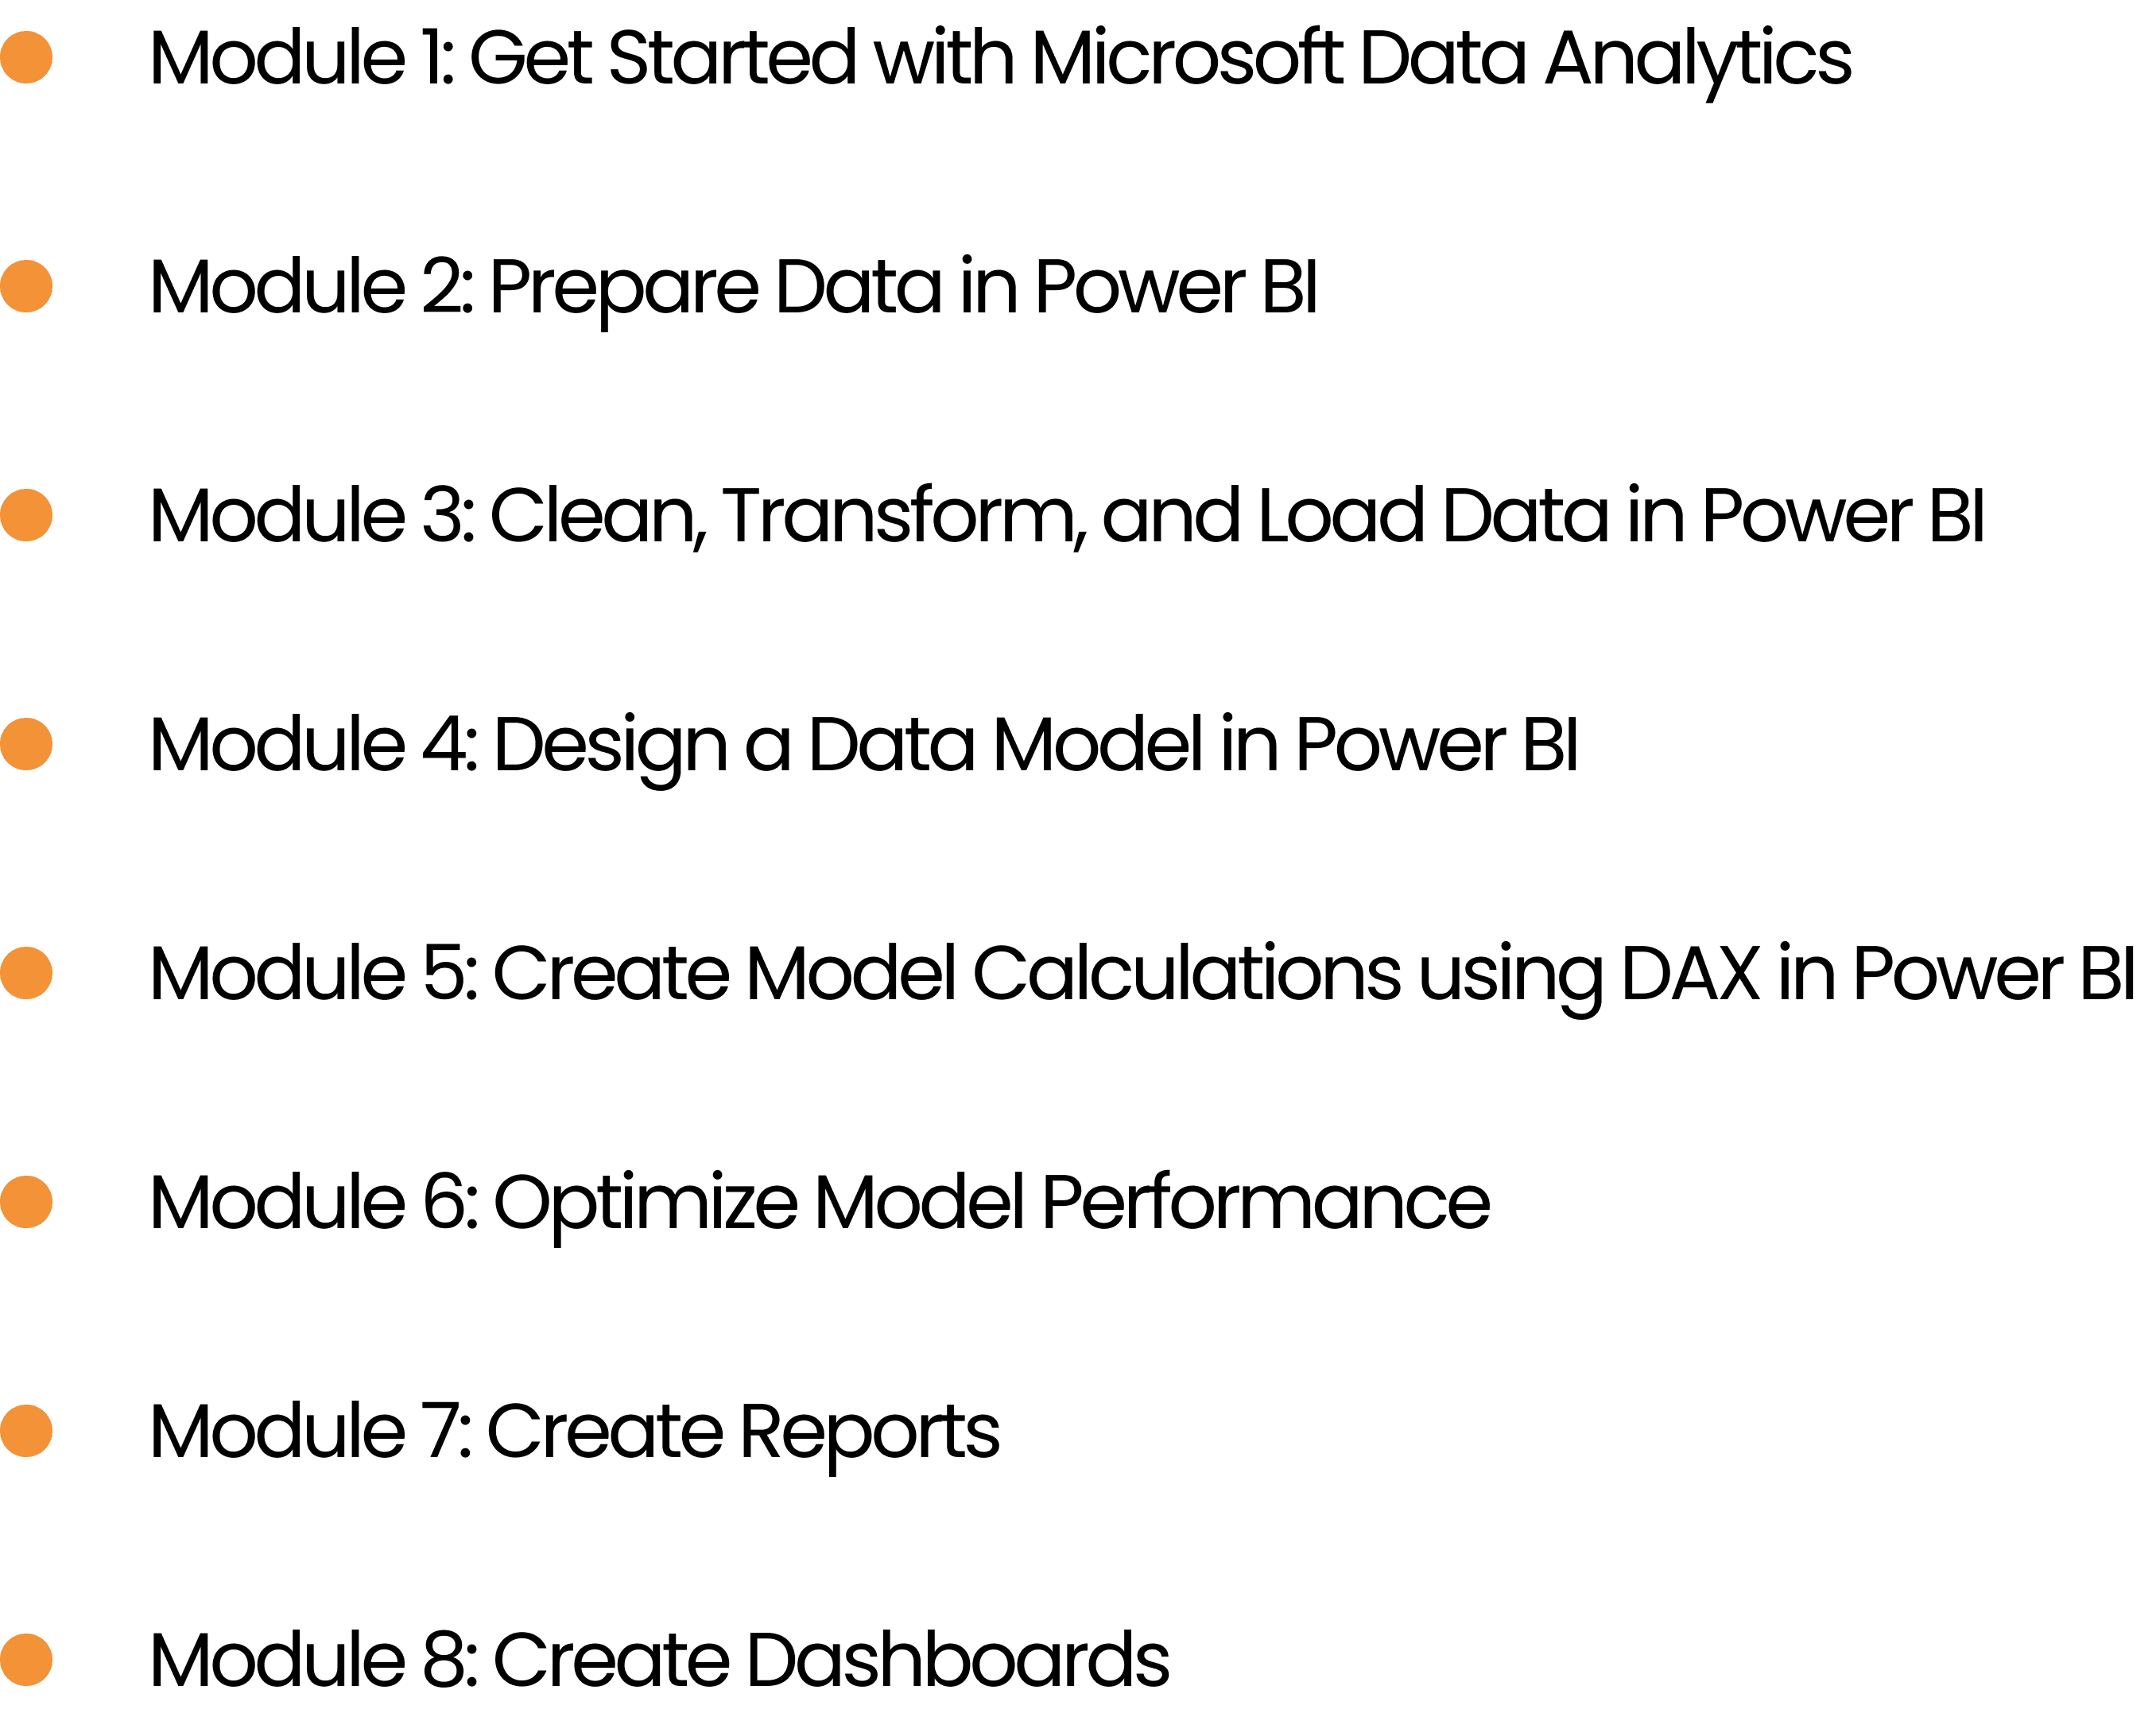 Module 1: Get Started with Microsoft Data Analytics
Module 2: Prepare Data in Power BI
Module 3: Clean, Transform, and Load Data in Power BI
Module 4: Design a Data Model in Power BI
Module 5: Create Model Calculations using DAX in Power BI
Module 6: Optimize Model Performance
Module 7: Create Reports
Module 8: Create Dashboards